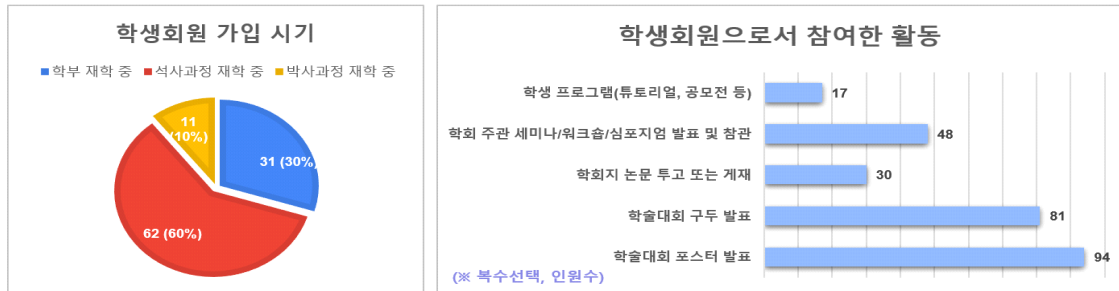 학생회원 가입 시기
학부 재학 중 석사과정 재학 중 박사과정 재학 중
11
(10%)
31 (30%)
62 (60%)
학생회원으로서 참여한 활동
학생 프로그램(튜토리얼, 공모전 등) 17
학회 주관 세미나/워크숍/심포지엄 발표 및 참관 48
학회지 논문 투고 또는 게재 30
학술대회 구두 발표 81
학술대회 포스터 발표 94
(※ 복수선택, 인원수)